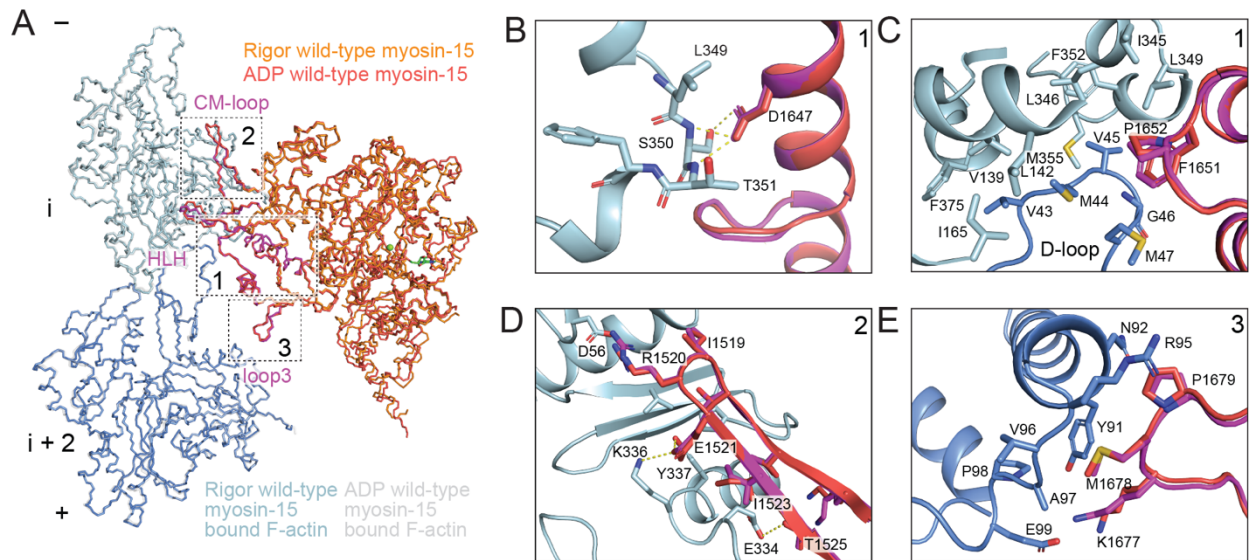 A
–
Rigor wild-type myosin-15
ADP wild-type myosin-15
CM-loop
2
i
HLH
1
3
loop3
i + 2
+
Rigor wild-type
myosin-15
bound F-actin
ADP wild-type
myosin-15
bound F-actin
B
1
L349
D1647
S350
T351
C
1
I345
F352
L349
L346
P1652
V45
M355
F1651
L142
V139
M44
G46
F375
V43
I165
D-loop
M47
D
2
D56
I1519
R1520
E1521
K336
Y337
I1523
E334
T1525
E
3
N92
R95
P1679
V96
Y91
P98
M1678
A97
K1677
E99